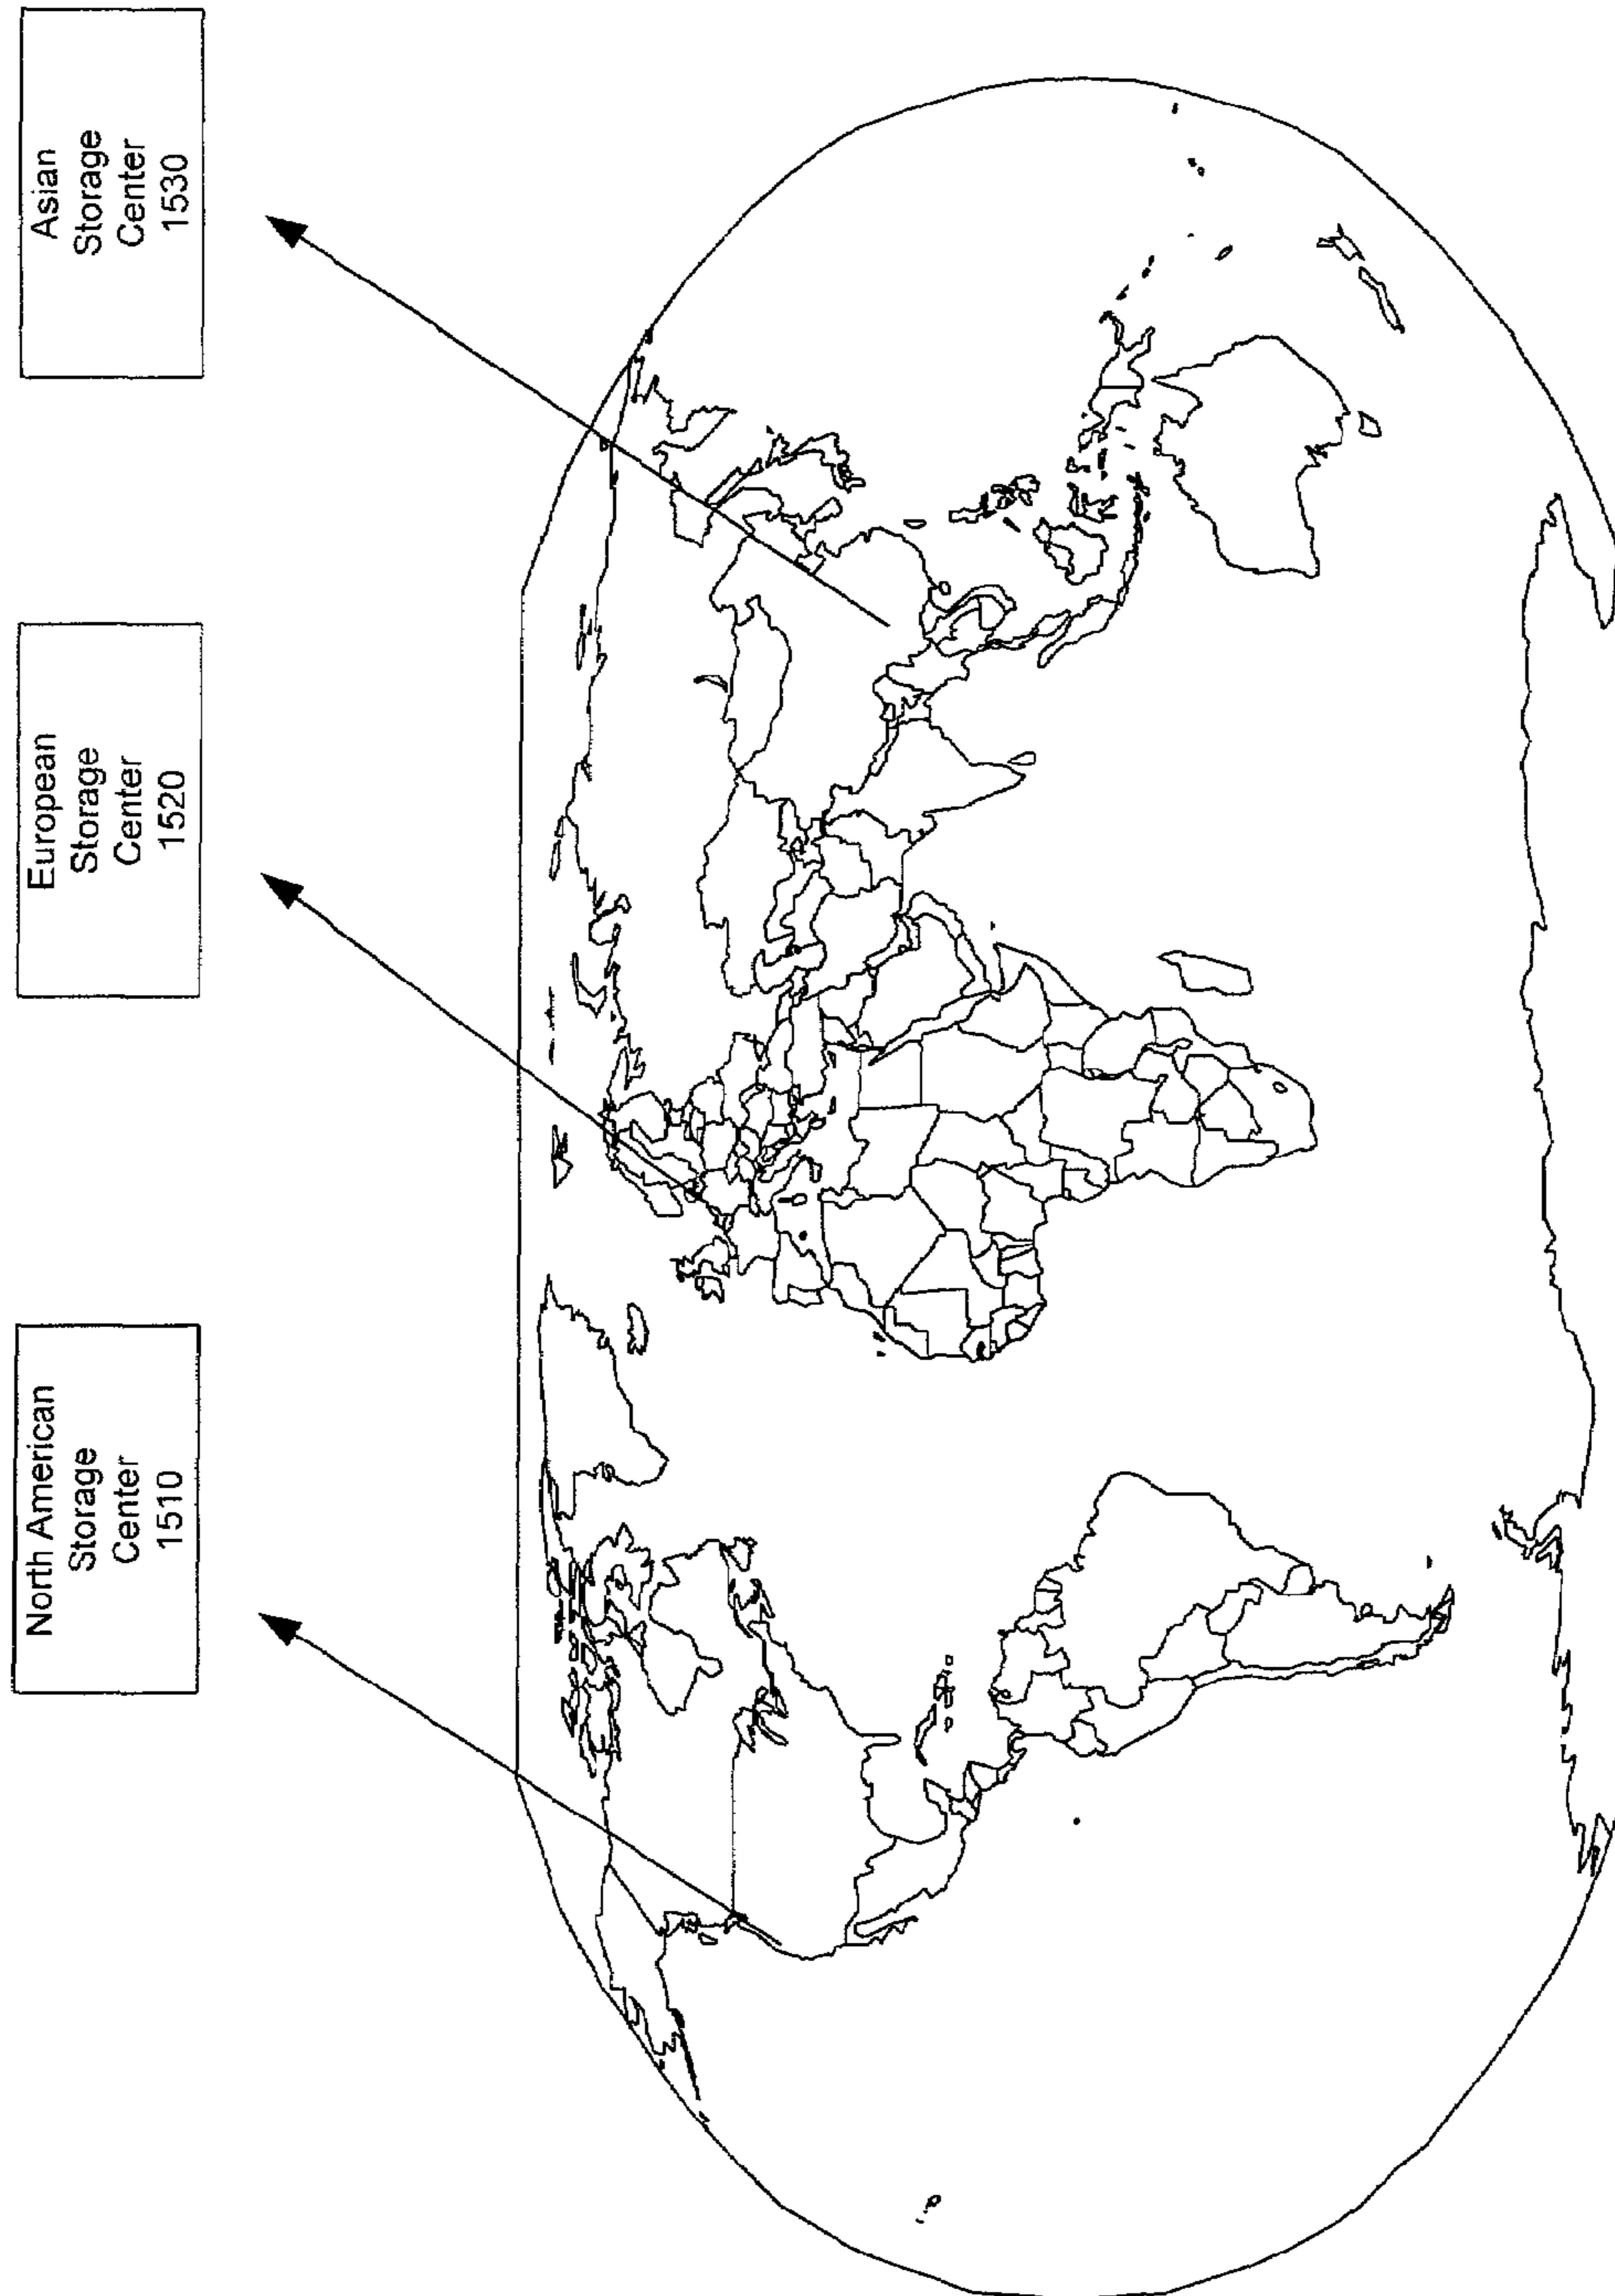 North American
Storage
Center
1510
European
Storage
Center
1520
Asian
Storage
Center
1530